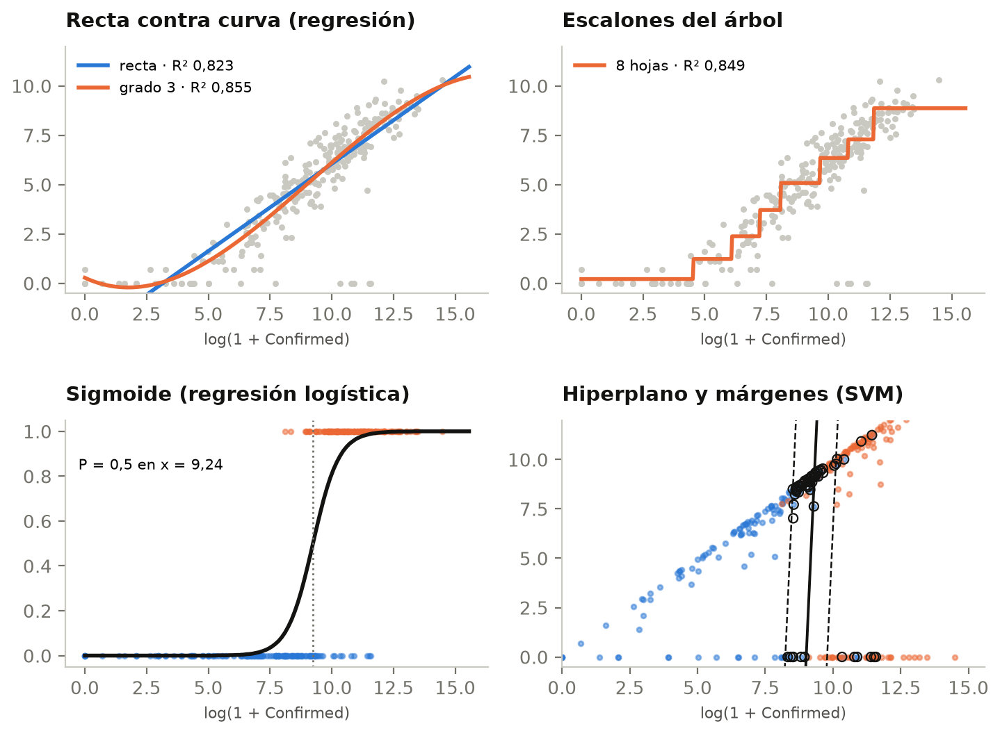 Recta contra curva (regresión)
recta · R² 0,823
grado 3 · R² 0,855
10.0
7.5
5.0
2.5
0.0
0.0 2.5 5.0 7.5 10.0 12.5 15.0
log(1 + Confirmed)
Escalones del árbol
8 hojas · R² 0,849
10.0
7.5
5.0
2.5
0.0
0.0 2.5 5.0 7.5 10.0 12.5 15.0
log(1 + Confirmed)
Sigmoide (regresión logística)
P = 0,5 en x = 9,24
1.0
0.8
0.6
0.4
0.2
0.0
0.0 2.5 5.0 7.5 10.0 12.5 15.0
log(1 + Confirmed)
Hiperplano y márgenes (SVM)
10.0
7.5
5.0
2.5
0.0
0.0 2.5 5.0 7.5 10.0 12.5 15.0
log(1 + Confirmed)